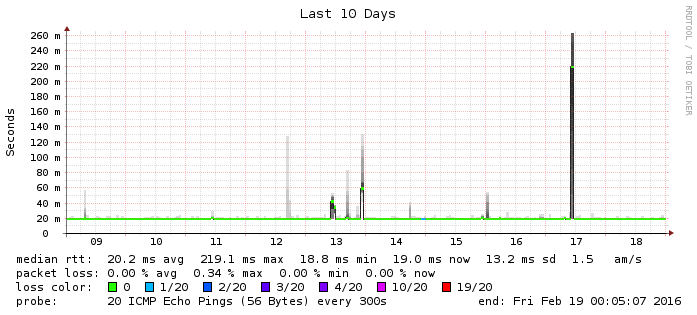 Last 10 Days
RRDTOOL / TOBI OETIKER
Seconds
260 m
240 m
220 m
200 m
180 m
160 m
140 m
120 m
100 m
80 m
60 m
40 m
20 m
0
09 10 11 12 13 14 15 16 17 18
median rtt: 20.2 ms avg 219.1 ms max 18.8 ms min 19.0 ms now 13.2 ms sd 1.5 am/s
packet loss: 0.00 % avg 0.34 % max 0.00 % min 0.00 % now
loss color: 0 1/20 2/20 3/20 4/20 10/20 19/20
probe: 20 ICMP Echo Pings (56 Bytes) every 300s end: Fri Feb 19 00:05:07 2016